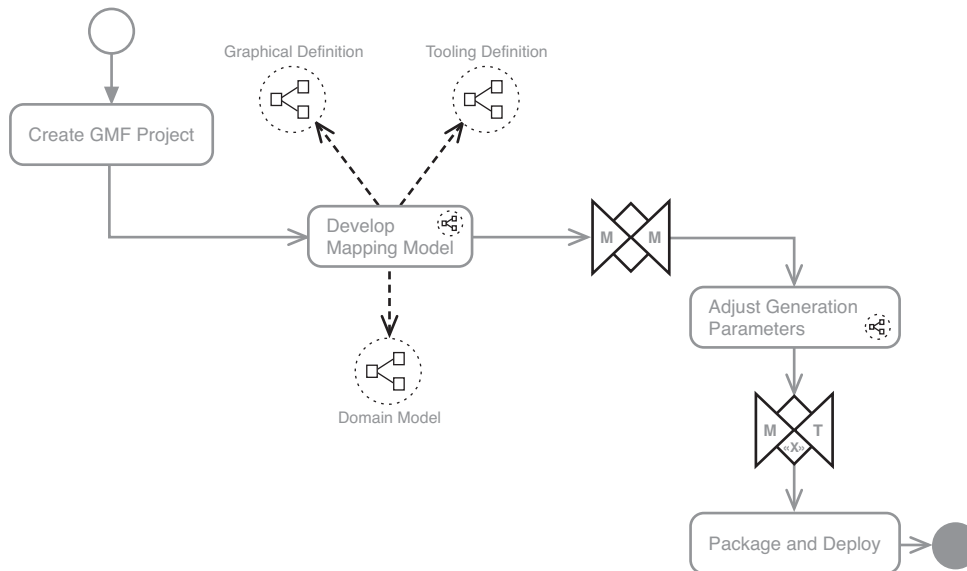 Graphical Definition
Tooling Definition
Create GMF Project
Develop
Mapping Model
M M
Adjust Generation
Parameters
Domain Model
M T
«X»
Package and Deploy